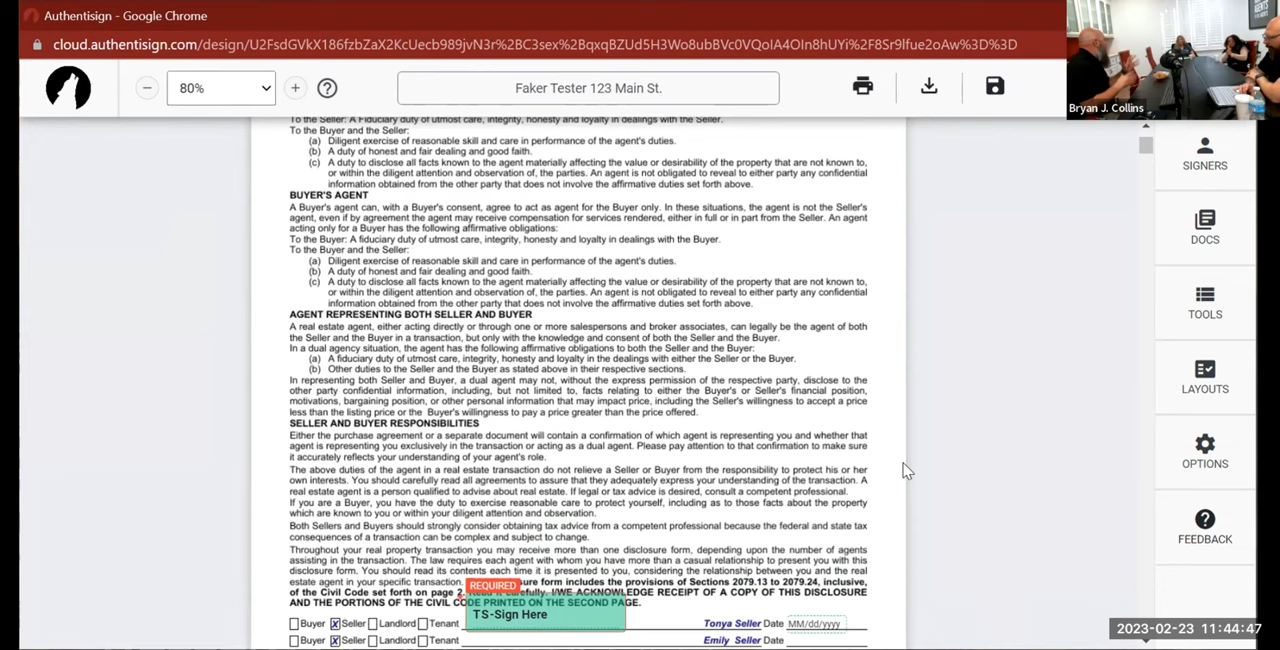 Authentisign - Google Chrome
cloud.authentisign.com/design/U2FsdGVkX186fzbZaX2KcUecb989jvN3r%2BC3sex%2BqxqBZUd5H3Wo8ubBVc0VQoIA4OIn8hUYi%2F8Sr9lfue2oAw%3D%3D
80%
Faker Tester 123 Main St.
Bryan J. Collins
To the Seller: A Fiduciary duty of utmost care, integrity, honesty and loyalty in dealings with the Seller.
To the Buyer and the Seller:
(a) Diligent exercise of reasonable skill and care in performance of the agent's duties.
(b) A duty of honest and fair dealing and good faith.
(c) A duty to disclose all facts known to the agent materially affecting the value or desirability of the property that are not known to,
or within the diligent attention and observation of, the parties. An agent is not obligated to reveal to either party any confidential
information obtained from the other party that does not involve the affirmative duties set forth above.
BUYER'S AGENT
A Buyer's agent can, with a Buyer's consent, agree to act as agent for the Buyer only. In these situations, the agent is not the Seller's
agent, even if by agreement the agent may receive compensation for services rendered, either in full or in part from the Seller. An agent
acting only for a Buyer has the following affirmative obligations:
To the Buyer: A fiduciary duty of utmost care, integrity, honesty and loyalty in dealings with the Buyer.
To the Buyer and the Seller:
(a) Diligent exercise of reasonable skill and care in performance of the agent's duties.
(b) A duty of honest and fair dealing and good faith.
(c) A duty to disclose all facts known to the agent materially affecting the value or desirability of the property that are not known to,
or within the diligent attention and observation of, the parties. An agent is not obligated to reveal to either party any confidential
information obtained from the other party that does not involve the affirmative duties set forth above.
AGENT REPRESENTING BOTH SELLER AND BUYER
A real estate agent, either acting directly or through one or more salespersons and broker associates, can legally be the agent of both
the Seller and the Buyer in a transaction, but only with the knowledge and consent of both the Seller and the Buyer.
In a dual agency situation, the agent has the following affirmative obligations to both the Seller and the Buyer:
(a) A fiduciary duty of utmost care, integrity, honesty and loyalty in the dealings with either the Seller or the Buyer.
(b) Other duties to the Seller and the Buyer as stated above in their respective sections.
In representing both Seller and Buyer, a dual agent may not, without the express permission of the respective party, disclose to the
other party confidential information, including, but not limited to, facts relating to either the Buyer's or Seller's financial position,
motivations, bargaining position, or other personal information that may impact price, including the Seller's willingness to accept a price
less than the listing price or the Buyer's willingness to pay a price greater than the price offered.
SELLER AND BUYER RESPONSIBILITIES
Either the purchase agreement or a separate document will contain a confirmation of which agent is representing you and whether that
agent is representing you exclusively in the transaction or acting as a dual agent. Please pay attention to that confirmation to make sure
it accurately reflects your understanding of your agent's role.
The above duties of the agent in a real estate transaction do not relieve a Seller or Buyer from the responsibility to protect his or her
own interests. You should carefully read all agreements to assure that they adequately express your understanding of the transaction. A
real estate agent is a person qualified to advise about real estate. If legal or tax advice is desired, consult a competent professional.
If you are a Buyer, you have the duty to exercise reasonable care to protect yourself, including as to those facts about the property
which are known to you or within your diligent attention and observation.
Both Sellers and Buyers should strongly consider obtaining tax advice from a competent professional because the federal and state tax
consequences of a transaction can be complex and subject to change.
Throughout your real property transaction you may receive more than one disclosure form, depending upon the number of agents
assisting in the transaction. The law requires each agent with whom you have more than a casual relationship to present you with this
disclosure form. You should read its contents each time it is presented to you, considering the relationship between you and the real
estate agent in your specific transaction. REQUIRED ure form includes the provisions of Sections 2079.13 to 2079.24, inclusive,
of the Civil Code set forth on page 2. Read it carefully. I/WE ACKNOWLEDGE RECEIPT OF A COPY OF THIS DISCLOSURE
AND THE PORTIONS OF THE CIVIL CODE PRINTED ON THE SECOND PAGE.
TS-Sign Here
Buyer X Seller Landlord Tenant Tonya Seller Date MM/dd/yyyy
Buyer X Seller Landlord Tenant Emily Seller Date
SIGNERS
DOCS
TOOLS
LAYOUTS
OPTIONS
FEEDBACK
2023-02-23 11:44:47